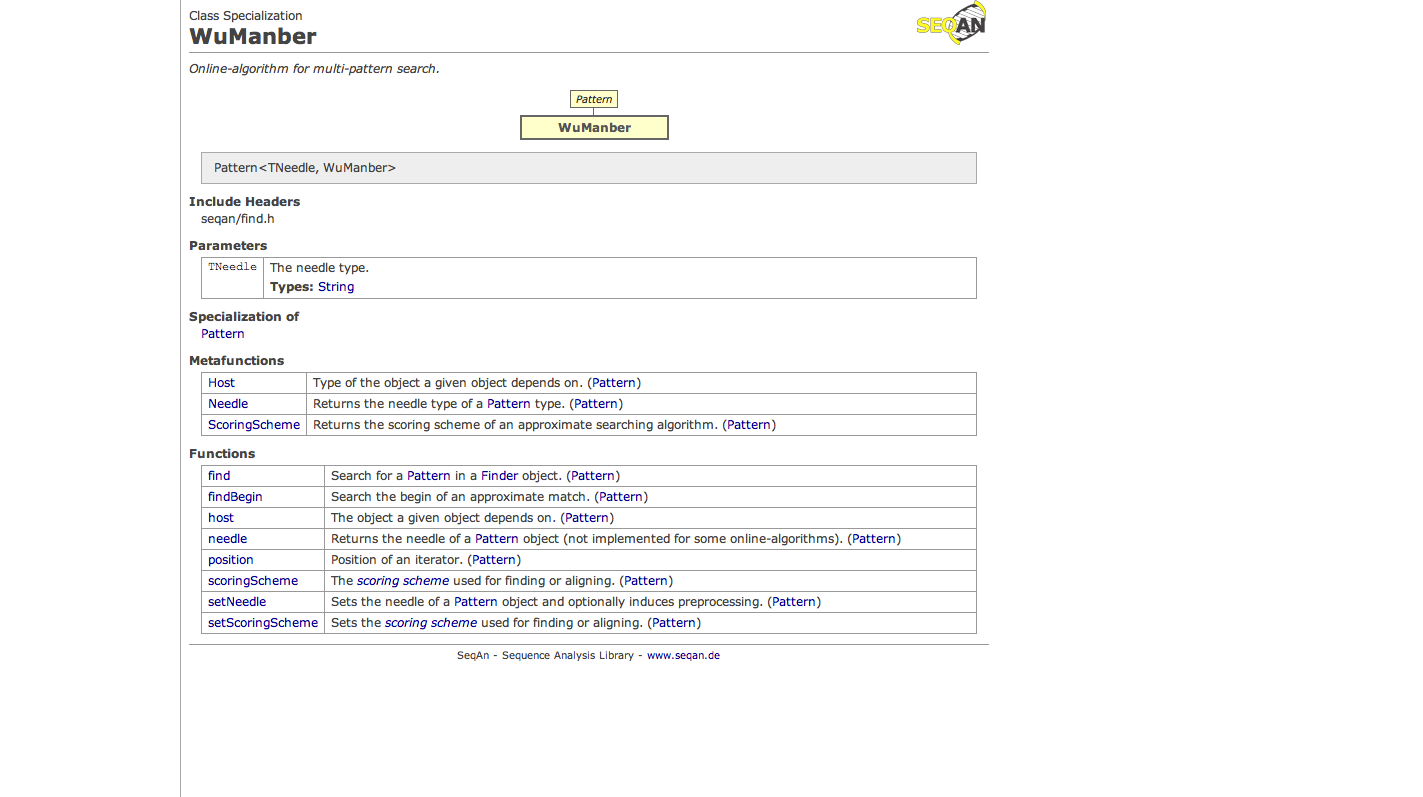 Class Specialization
WuManber
SEQAN
Online-algorithm for multi-pattern search.
Pattern
WuManber
Pattern<TNeedle, WuManber>
Include Headers
seqan/find.h
Parameters
TNeedle The needle type.
Types: String
Specialization of
Pattern
Metafunctions
Host Type of the object a given object depends on. (Pattern)
Needle Returns the needle type of a Pattern type. (Pattern)
ScoringScheme Returns the scoring scheme of an approximate searching algorithm. (Pattern)
Functions
find Search for a Pattern in a Finder object. (Pattern)
findBegin Search the begin of an approximate match. (Pattern)
host The object a given object depends on. (Pattern)
needle Returns the needle of a Pattern object (not implemented for some online-algorithms). (Pattern)
position Position of an iterator. (Pattern)
scoringScheme The scoring scheme used for finding or aligning. (Pattern)
setNeedle Sets the needle of a Pattern object and optionally induces preprocessing. (Pattern)
setScoringScheme Sets the scoring scheme used for finding or aligning. (Pattern)
SeqAn - Sequence Analysis Library - www.seqan.de